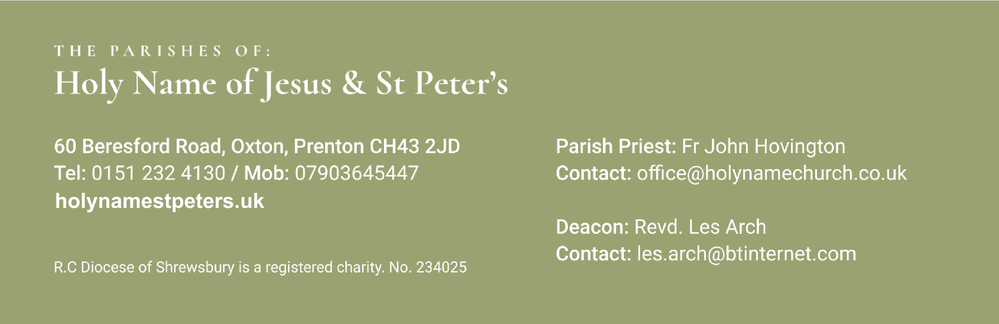 THE PARISHES OF:
Holy Name of Jesus & St Peter’s
60 Beresford Road, Oxton, Prenton CH43 2JD
Tel: 0151 232 4130 / Mob: 07903645447
holynamestpeters.uk
R.C Diocese of Shrewsbury is a registered charity. No. 234025
Parish Priest: Fr John Hovington
Contact: office@holynamechurch.co.uk
Deacon: Revd. Les Arch
Contact: les.arch@btinternet.com